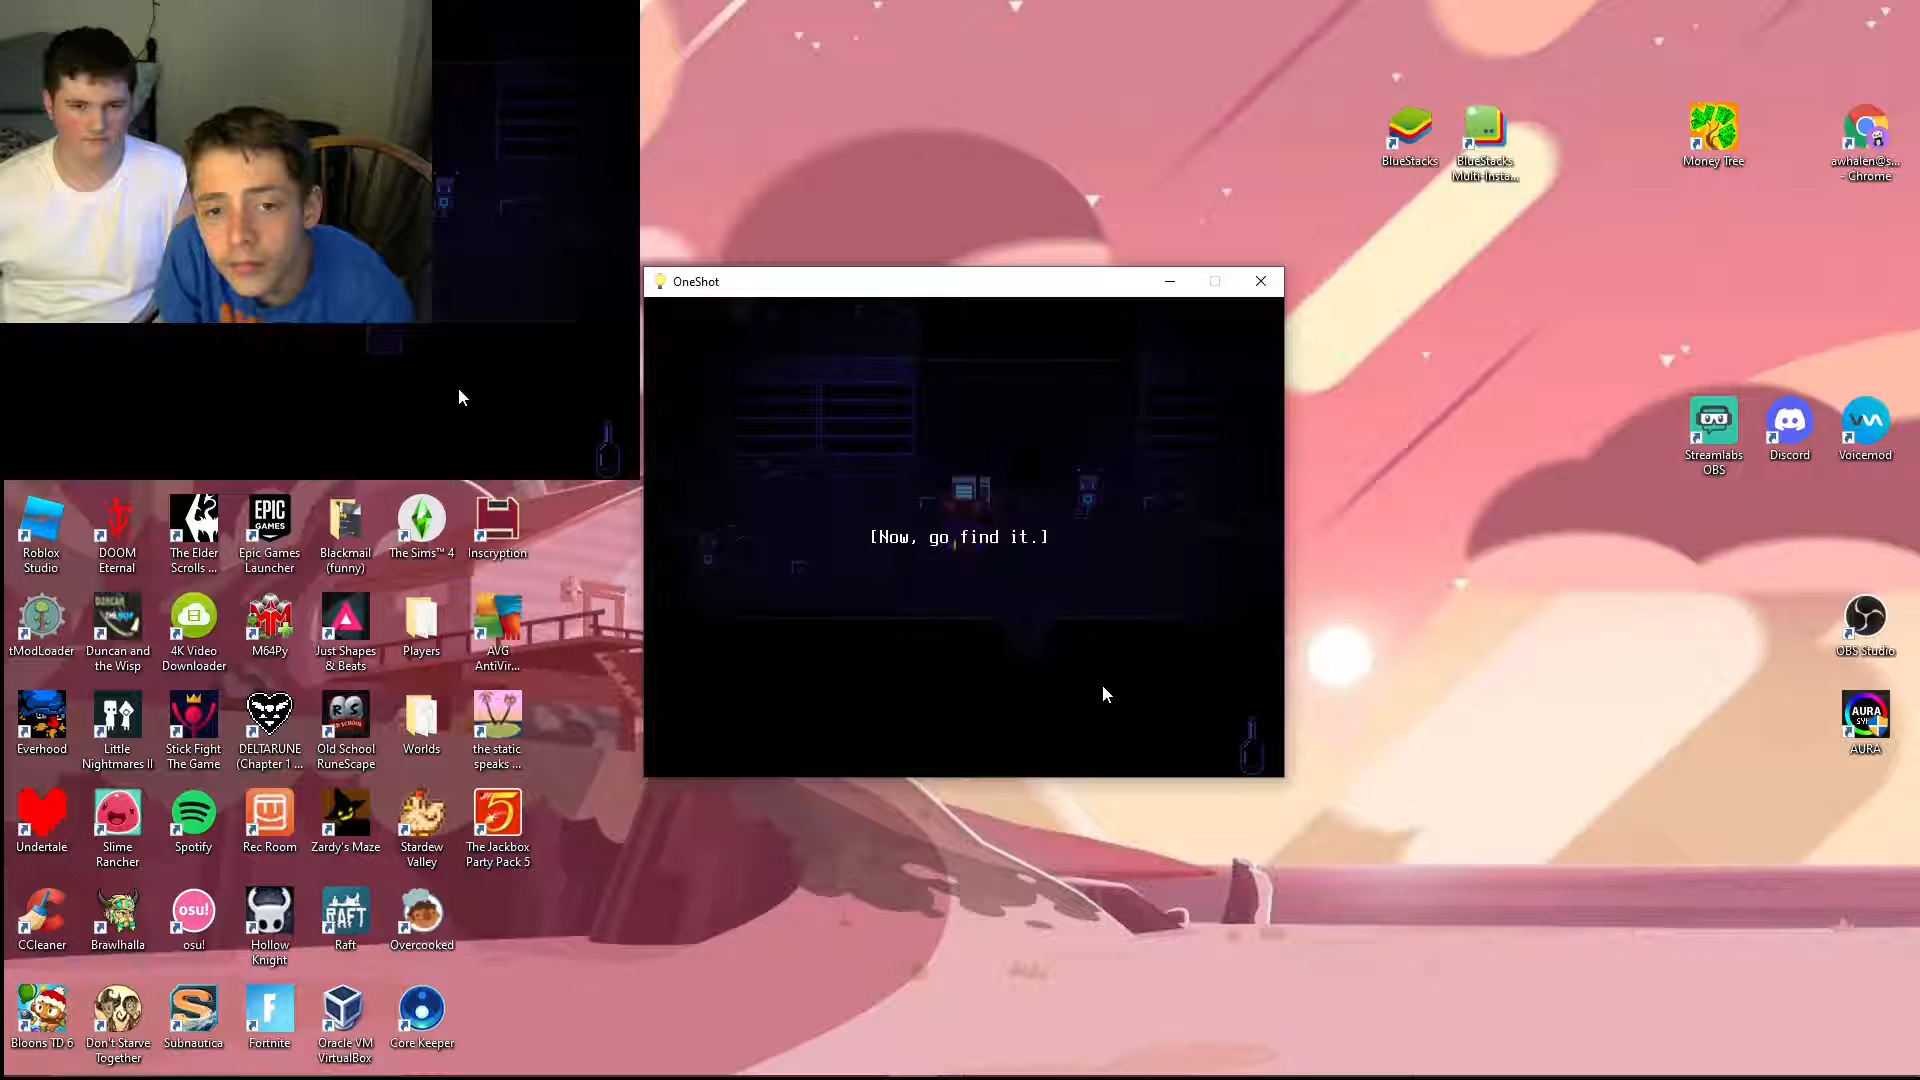 BlueStacks
BlueStacks
Multi-Insta...
Money Tree
awhalen@s...
- Chrome
OneShot
[Now, go find it.]
Streamlabs
OBS
Discord
Voicemod
OBS Studio
AURA
SYNC
AURA
Roblox
Studio
DOOM
Eternal
The Elder
Scrolls ...
EPIC
GAMES
Epic Games
Launcher
Blackmail
(funny)
The Sims™ 4
Inscryption
tModLoader
Duncan and
the Wisp
4K Video
Downloader
M64Py
Just Shapes
& Beats
Players
AVG
AntiVir...
Everhood
Little
Nightmares II
Stick Fight
The Game
DELTARUNE
(Chapter 1 ...
RS
OLD SCHOOL
Old School
RuneScape
Worlds
the static
speaks ...
Undertale
Slime
Rancher
Spotify
Rec Room
Zardy's Maze
Stardew
Valley
5
The Jackbox
Party Pack 5
CCleaner
Brawlhalla
osu!
osu!
Hollow
Knight
RAFT
Raft
Overcooked
Bloons TD 6
Don't Starve
Together
Subnautica
F
Fortnite
Oracle VM
VirtualBox
Core Keeper